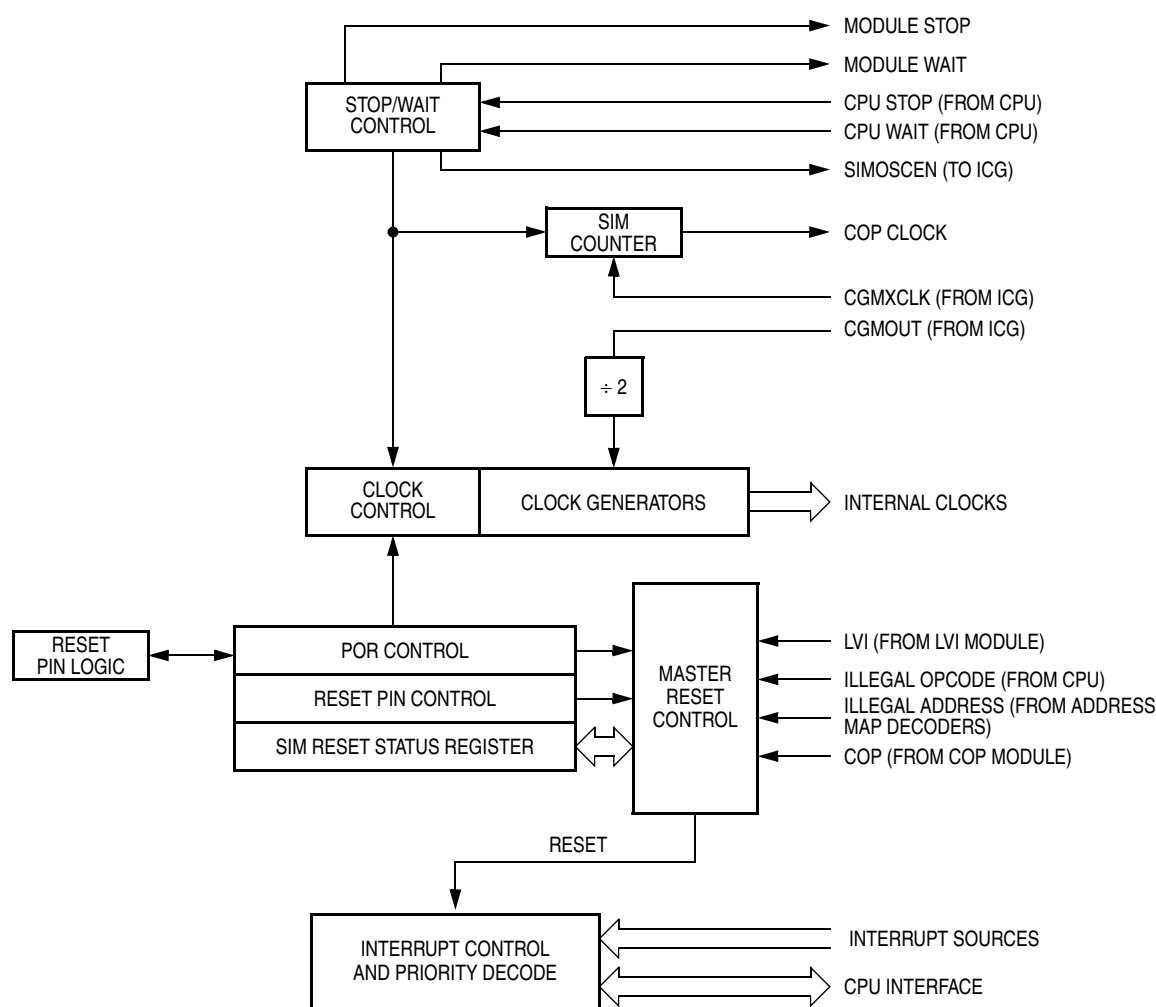 MODULE STOP
MODULE WAIT
STOP/WAIT
CONTROL
CPU STOP (FROM CPU)
CPU WAIT (FROM CPU)
SIMOSCEN (TO ICG)
SIM
COUNTER
COP CLOCK
CGMXCLK (FROM ICG)
CGMOUT (FROM ICG)
÷ 2
CLOCK
CONTROL
CLOCK GENERATORS
INTERNAL CLOCKS
RESET
PIN LOGIC
POR CONTROL
RESET PIN CONTROL
SIM RESET STATUS REGISTER
MASTER
RESET
CONTROL
LVI (FROM LVI MODULE)
ILLEGAL OPCODE (FROM CPU)
ILLEGAL ADDRESS (FROM ADDRESS
MAP DECODERS)
COP (FROM COP MODULE)
RESET
INTERRUPT CONTROL
AND PRIORITY DECODE
INTERRUPT SOURCES
CPU INTERFACE